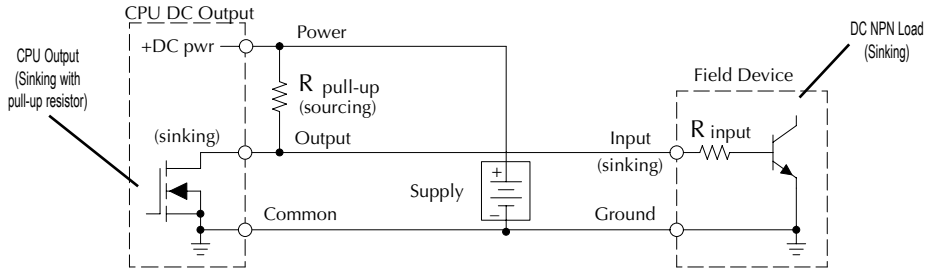 CPU DC Output
+DC pwr
Power
CPU Output
(Sinking with
pull-up resistor)
R pull-up
(sourcing)
DC NPN Load
(Sinking)
Field Device
(sinking)
Output
Input
(sinking)
R input
+
Supply
–
Common
Ground